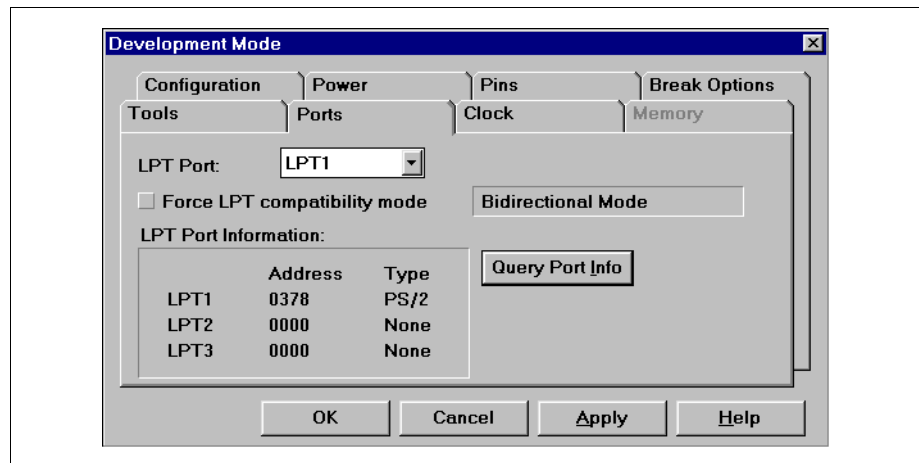 Development Mode
Configuration Power Pins Break Options
Tools Ports Clock Memory
LPT Port: LPT1
Force LPT compatibility mode Bidirectional Mode
LPT Port Information:
Query Port Info
Address Type
LPT1 0378 PS/2
LPT2 0000 None
LPT3 0000 None
OK Cancel Apply Help